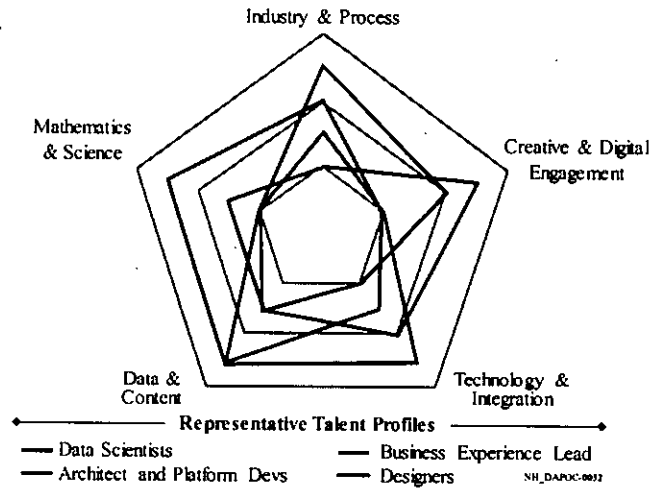 Industry & Process
Mathematics
& Science
Creative & Digital
Engagement
Data &
Content
Technology &
Integration
Representative Talent Profiles
Data Scientists
Business Experience Lead
Architect and Platform Devs
Designers
NH_DAPOC-0032